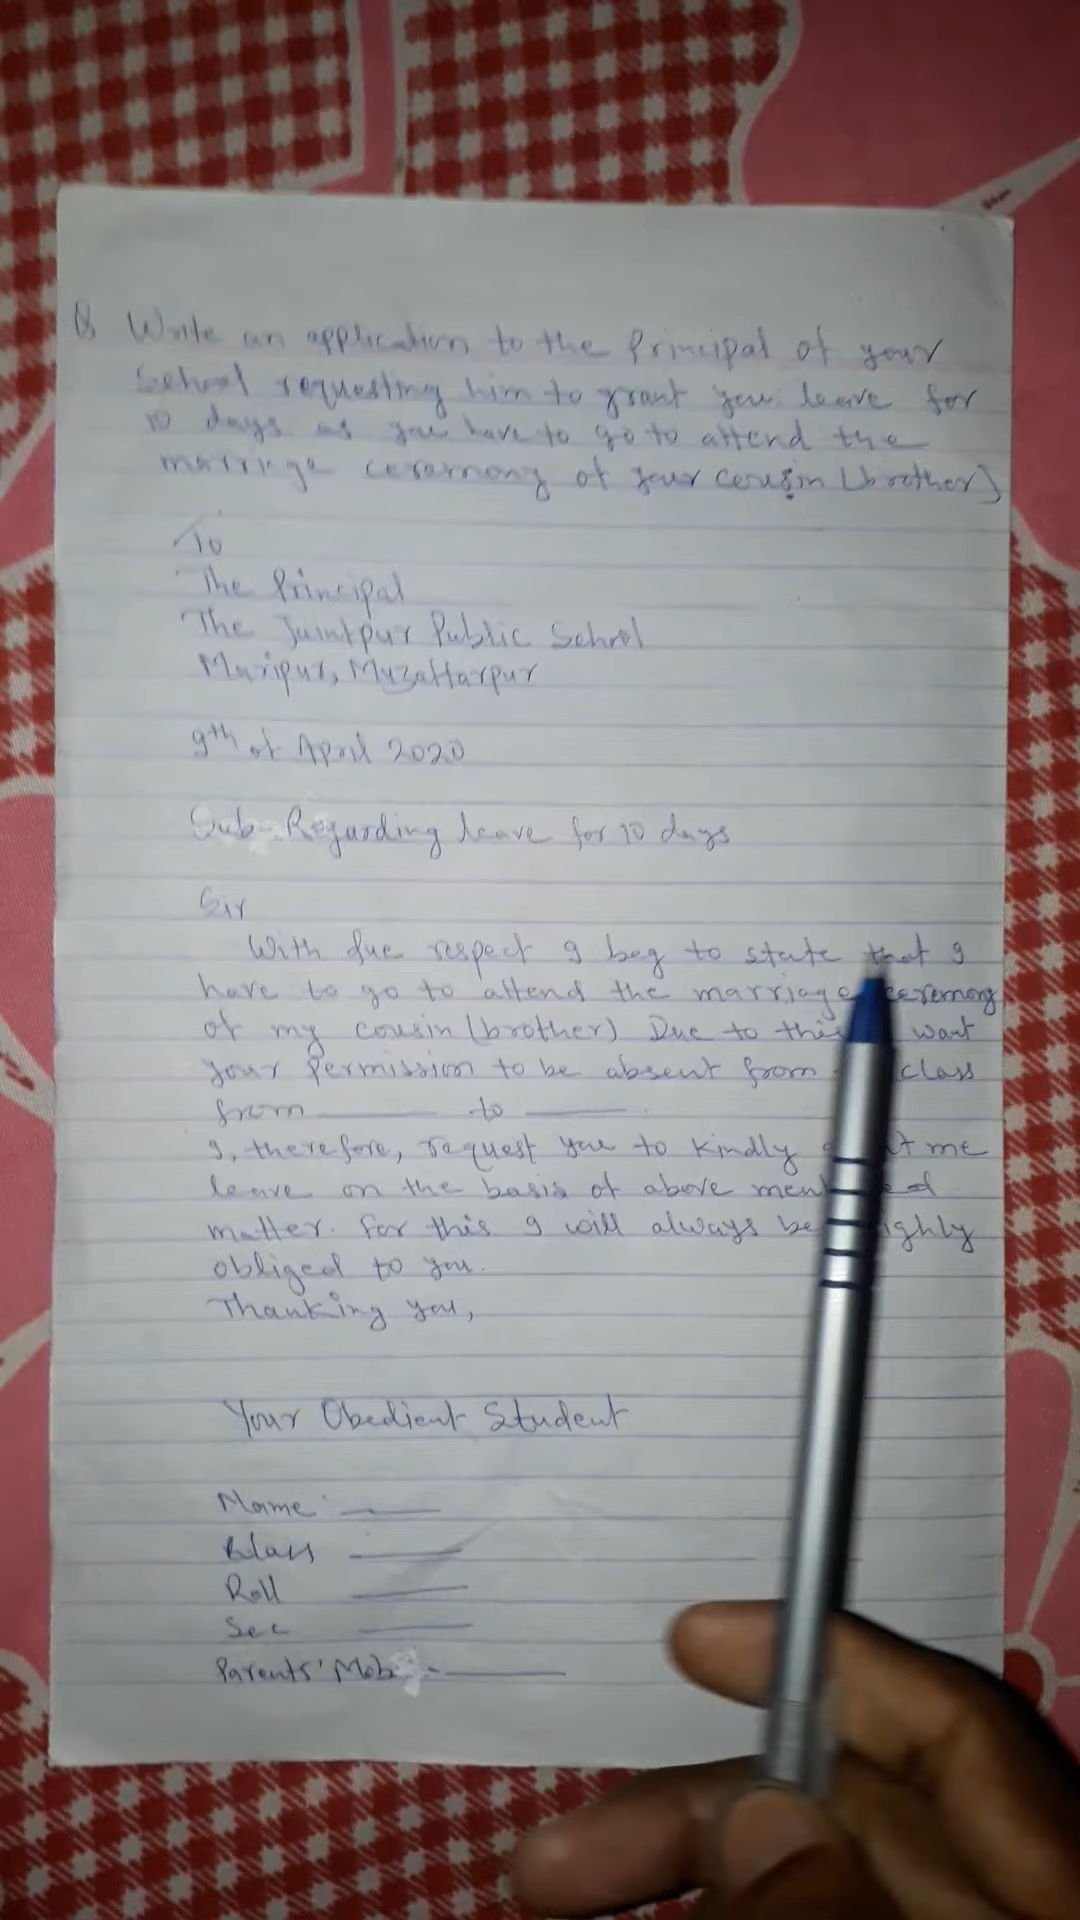 Q Write an application to the Principal of your
School requesting him to grant you leave for
10 days as you have to go to attend the
marriage ceremony of your cousin (brother)
To
The Principal
The Public School
Maripur, Muzaffarpur
9th of April 2020
Sub- Regarding leave for 10 days
Sir
With due respect I beg to state that I
have to go to attend the marriage ceremony
of my cousin (brother) Due to this want
your permission to be absent from class
from ______ to ______.
I, therefore, request you to kindly me
leave on the basis of above
matter. For this I will always be
obliged to you.
Thanking you,
Your Obedient Student
Name: ______
Class ______
Roll ______
Sec ______
Parents' Mob - ______